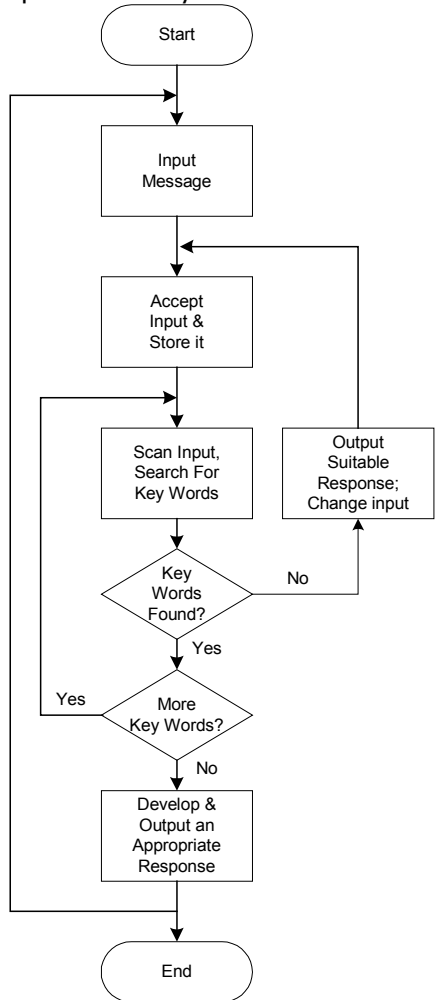 Start
Input
Message
Accept
Input &
Store it
Scan Input,
Search For
Key Words
Output
Suitable
Response;
Change input
Key
Words
Found?
No
Yes
More
Key Words?
Yes
No
Develop &
Output an
Appropriate
Response
End